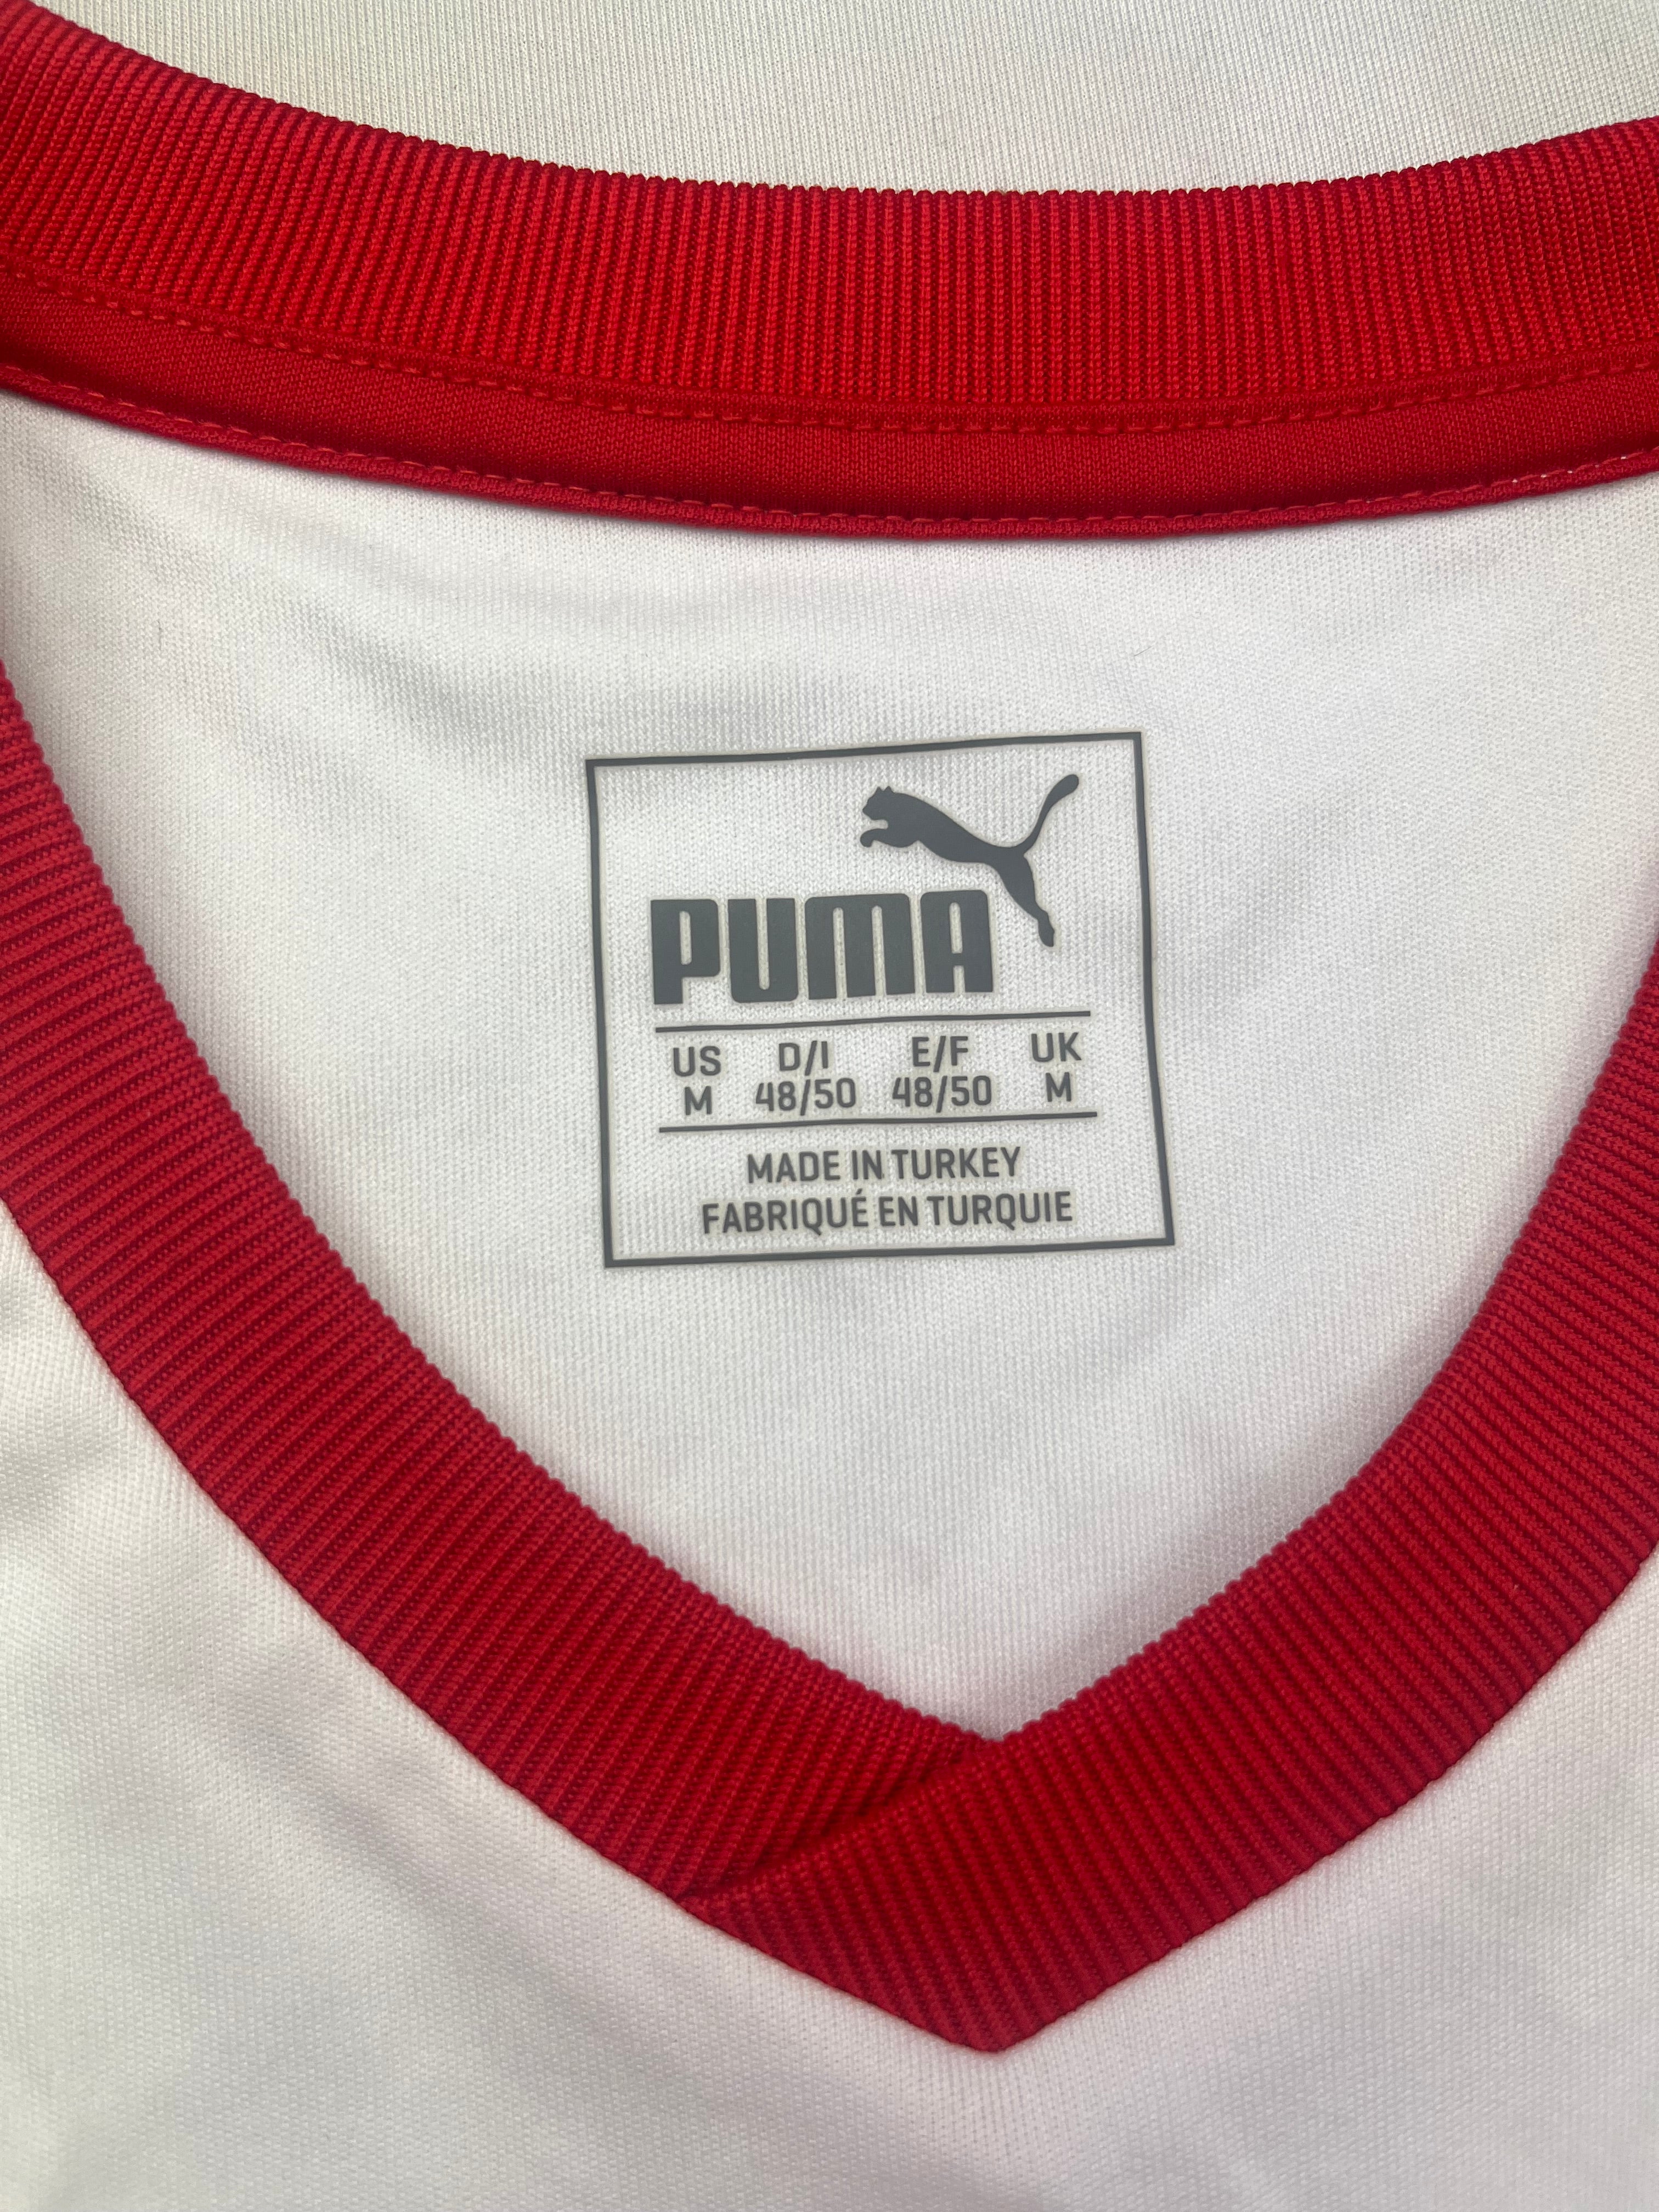 PUMA
US D/I E/F UK
M 48/50 48/50 M
MADE IN TURKEY
FABRIQUÉ EN TURQUIE